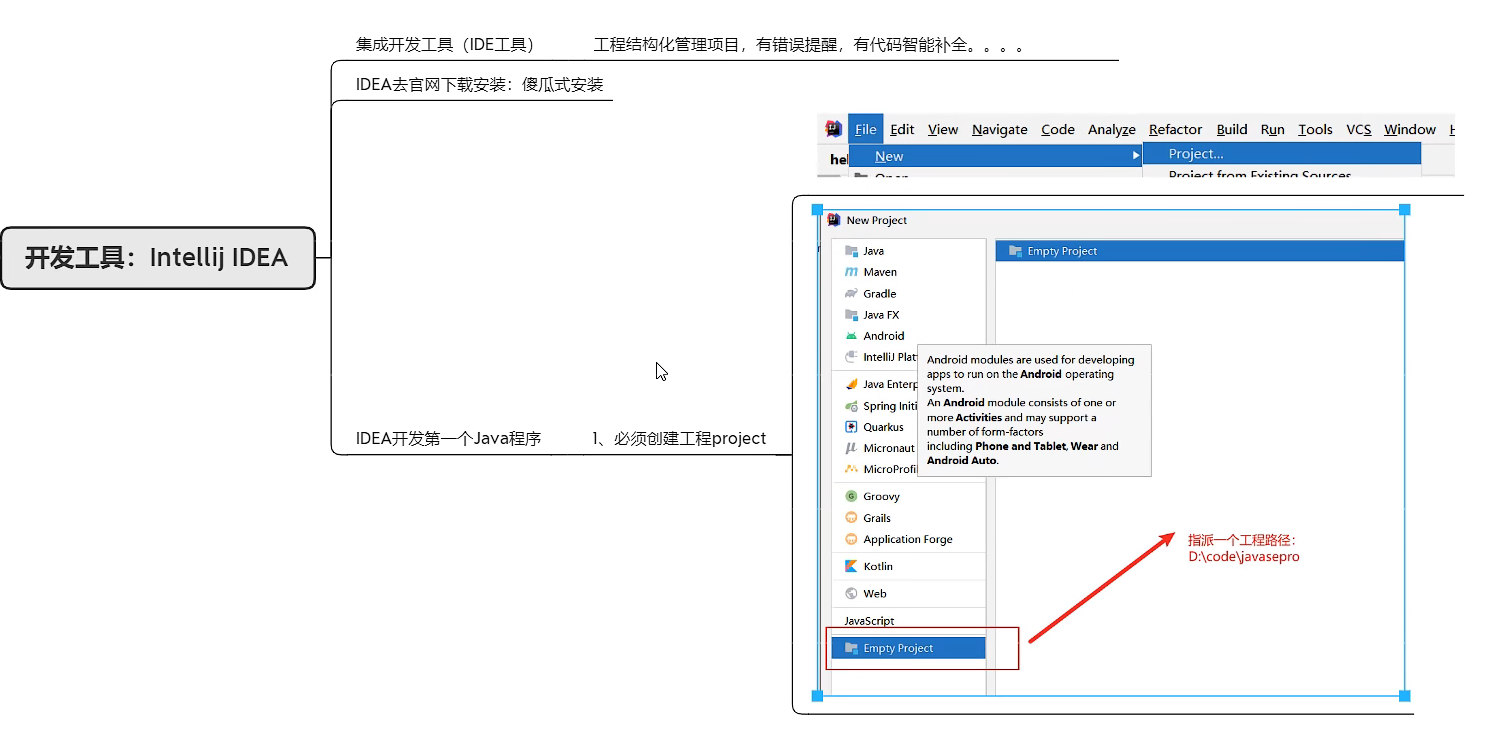 集成开发工具（IDE工具）
工程结构化管理项目，有错误提醒，有代码智能补全。。。。
IDEA去官网下载安装：傻瓜式安装
开发工具：Intellij IDEA
IDEA开发第一个Java程序
1、必须创建工程project
File Edit View Navigate Code Analyze Refactor Build Run Tools VCS Window
hel
New
Project...
Open
Project from Existing Sources
New Project
Java
Maven
Gradle
Java FX
Android
IntelliJ Plat
Java Enterp
Spring Initi
Quarkus
Micronaut
MicroProfi
Groovy
Grails
Application Forge
Kotlin
Web
JavaScript
Empty Project
Empty Project
Android modules are used for developing
apps to run on the Android operating
system.
An Android module consists of one or
more Activities and may support a
number of form-factors
including Phone and Tablet, Wear and
Android Auto.
指派一个工程路径：
D:\code\javasepro